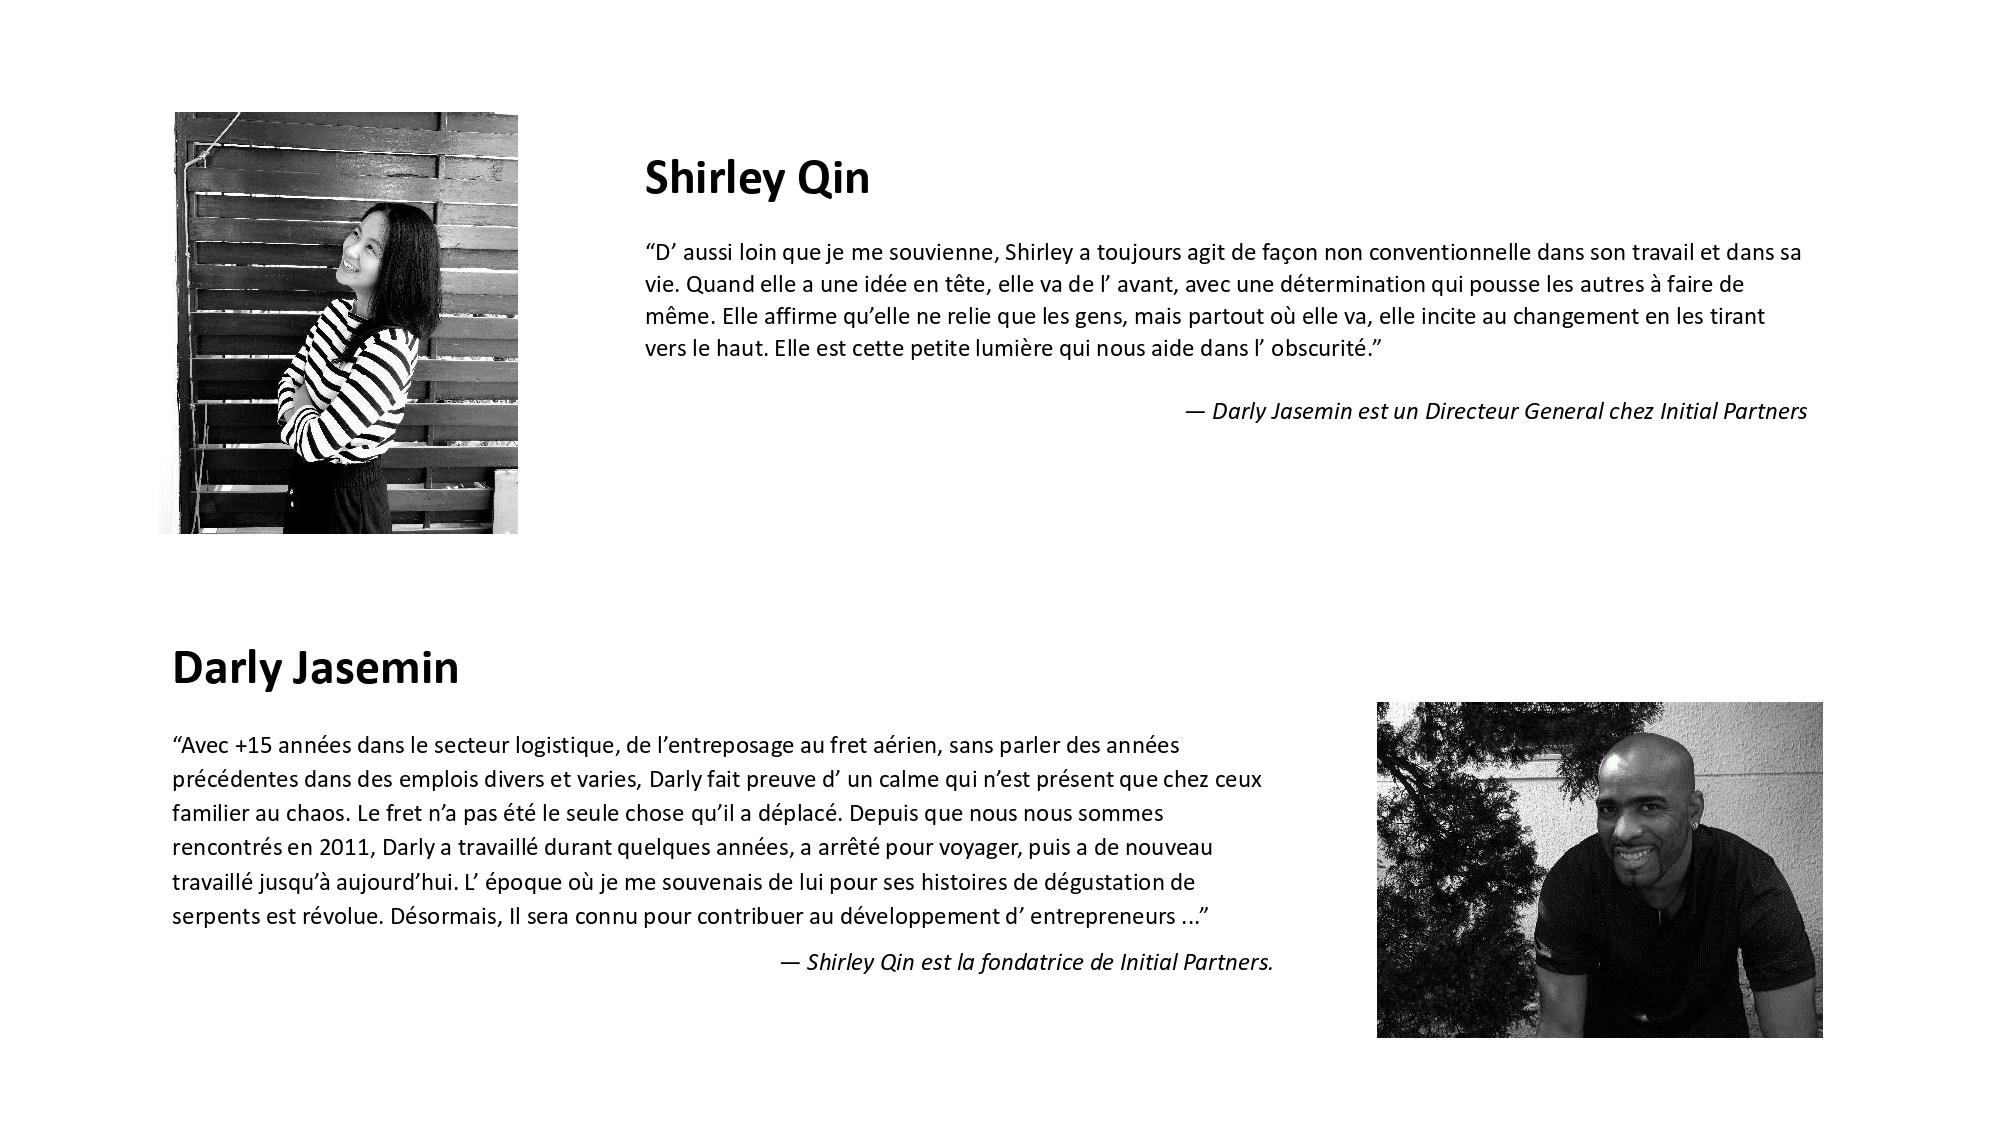 Shirley Qin
“D’ aussi loin que je me souvienne, Shirley a toujours agit de façon non conventionnelle dans son travail et dans sa
vie. Quand elle a une idée en tête, elle va de l’ avant, avec une détermination qui pousse les autres à faire de
même. Elle affirme qu’elle ne relie que les gens, mais partout où elle va, elle incite au changement en les tirant
vers le haut. Elle est cette petite lumière qui nous aide dans l’ obscurité.”
— Darly Jasemin est un Directeur General chez Initial Partners
Darly Jasemin
“Avec +15 années dans le secteur logistique, de l’entreposage au fret aérien, sans parler des années
précédentes dans des emplois divers et varies, Darly fait preuve d’ un calme qui n’est présent que chez ceux
familier au chaos. Le fret n’a pas été le seule chose qu’il a déplacé. Depuis que nous nous sommes
rencontrés en 2011, Darly a travaillé durant quelques années, a arrêté pour voyager, puis a de nouveau
travaillé jusqu’à aujourd’hui. L’ époque où je me souvenais de lui pour ses histoires de dégustation de
serpents est révolue. Désormais, Il sera connu pour contribuer au développement d’ entrepreneurs ...”
— Shirley Qin est la fondatrice de Initial Partners.